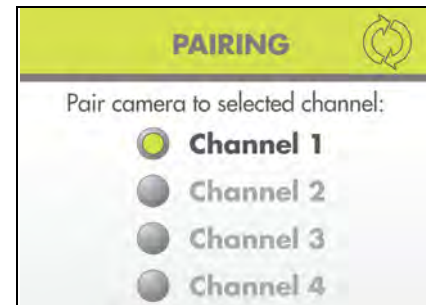 PAIRING
Pair camera to selected channel:
Channel 1
Channel 2
Channel 3
Channel 4